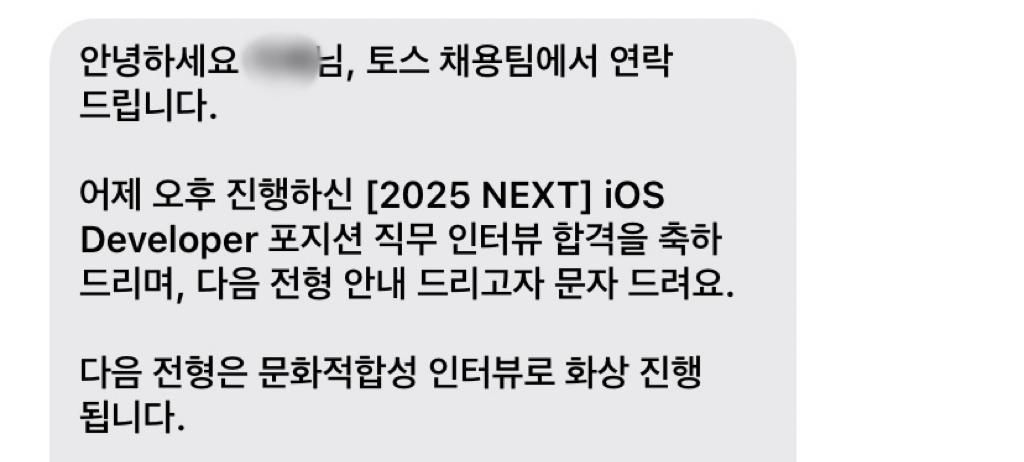 안녕하세요 님, 토스 채용팀에서 연락
드립니다.
어제 오후 진행하신 [2025 NEXT] iOS
Developer 포지션 직무 인터뷰 합격을 축하
드리며, 다음 전형 안내 드리고자 문자 드려요.
다음 전형은 문화적합성 인터뷰로 화상 진행
됩니다.